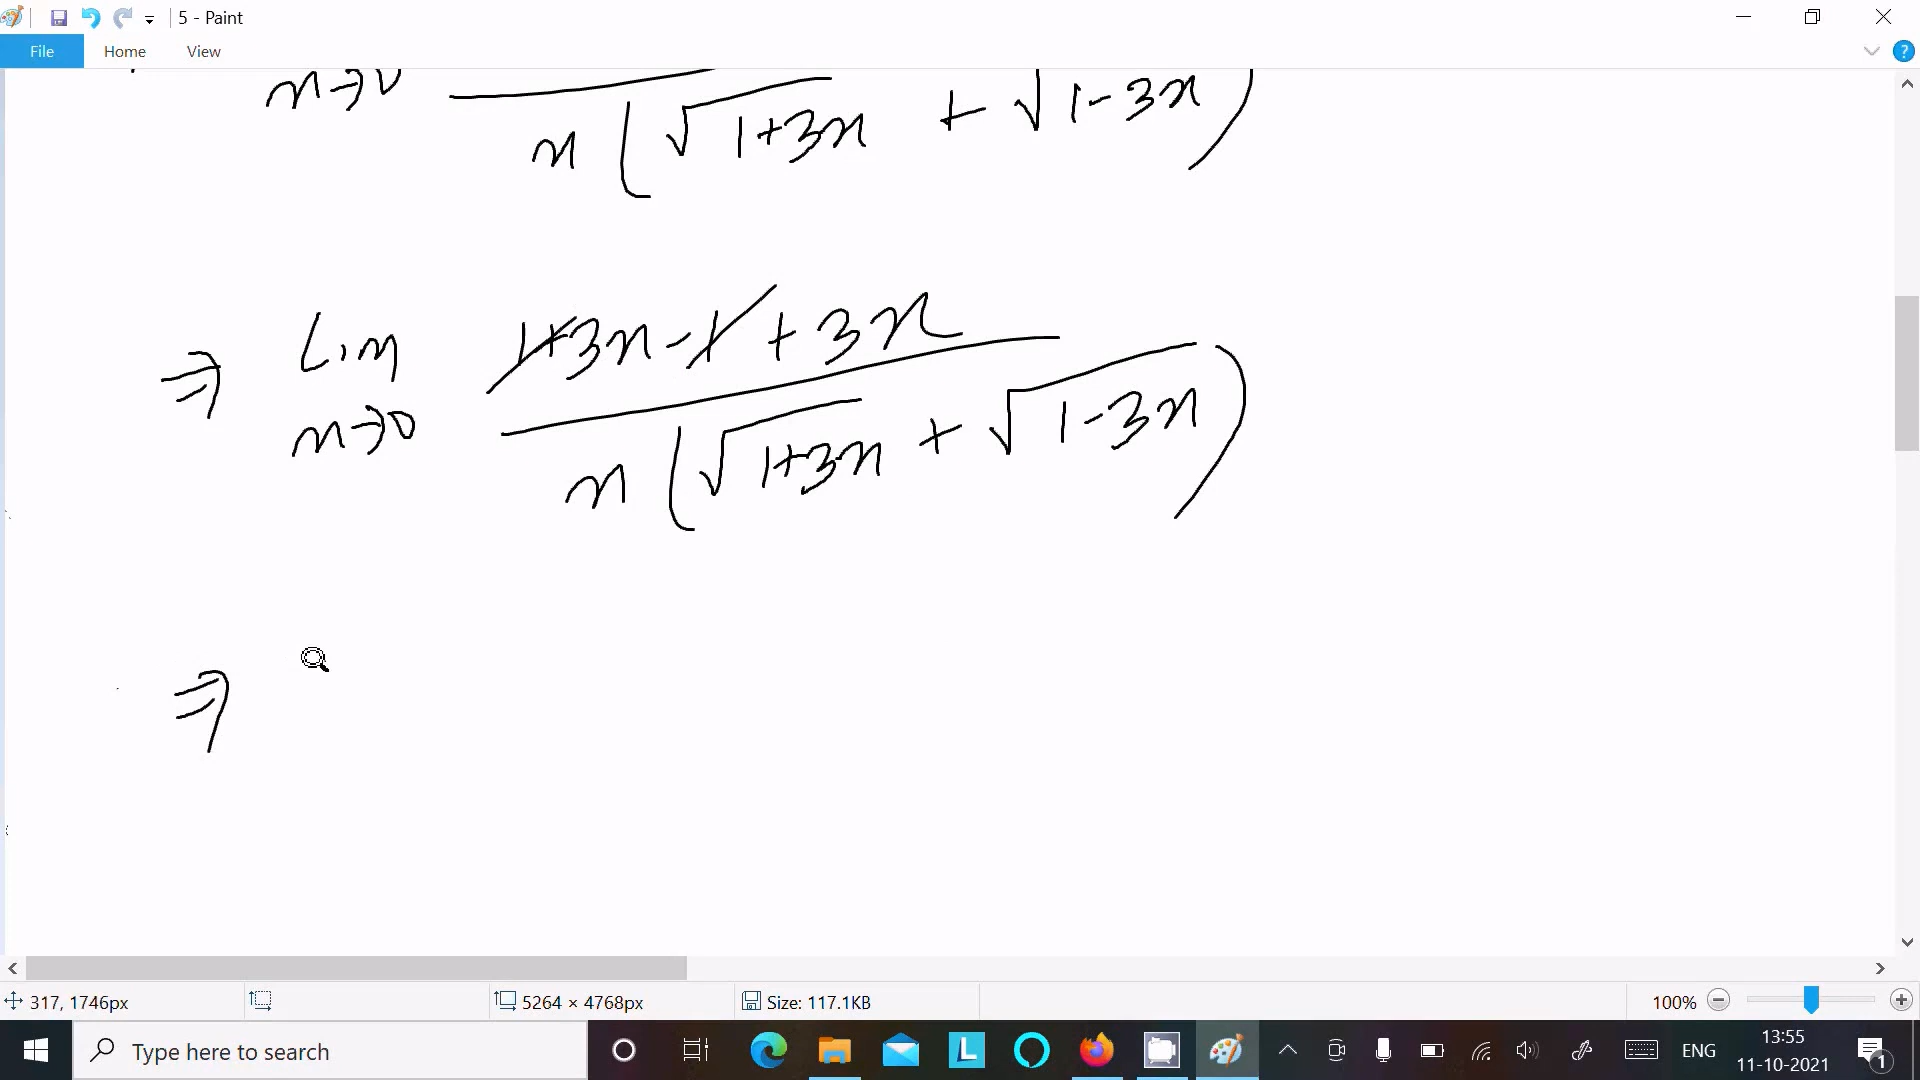 5 - Paint
File Home View
x→0
x(√1+3x + √1-3x)
⇒ Lim 1+3x-1+3x
x→0
x(√1+3x + √1-3x)
⇒
317, 1746px 5264 × 4768px Size: 117.1KB 100%
Type here to search L ENG 13:55
11-10-2021 1